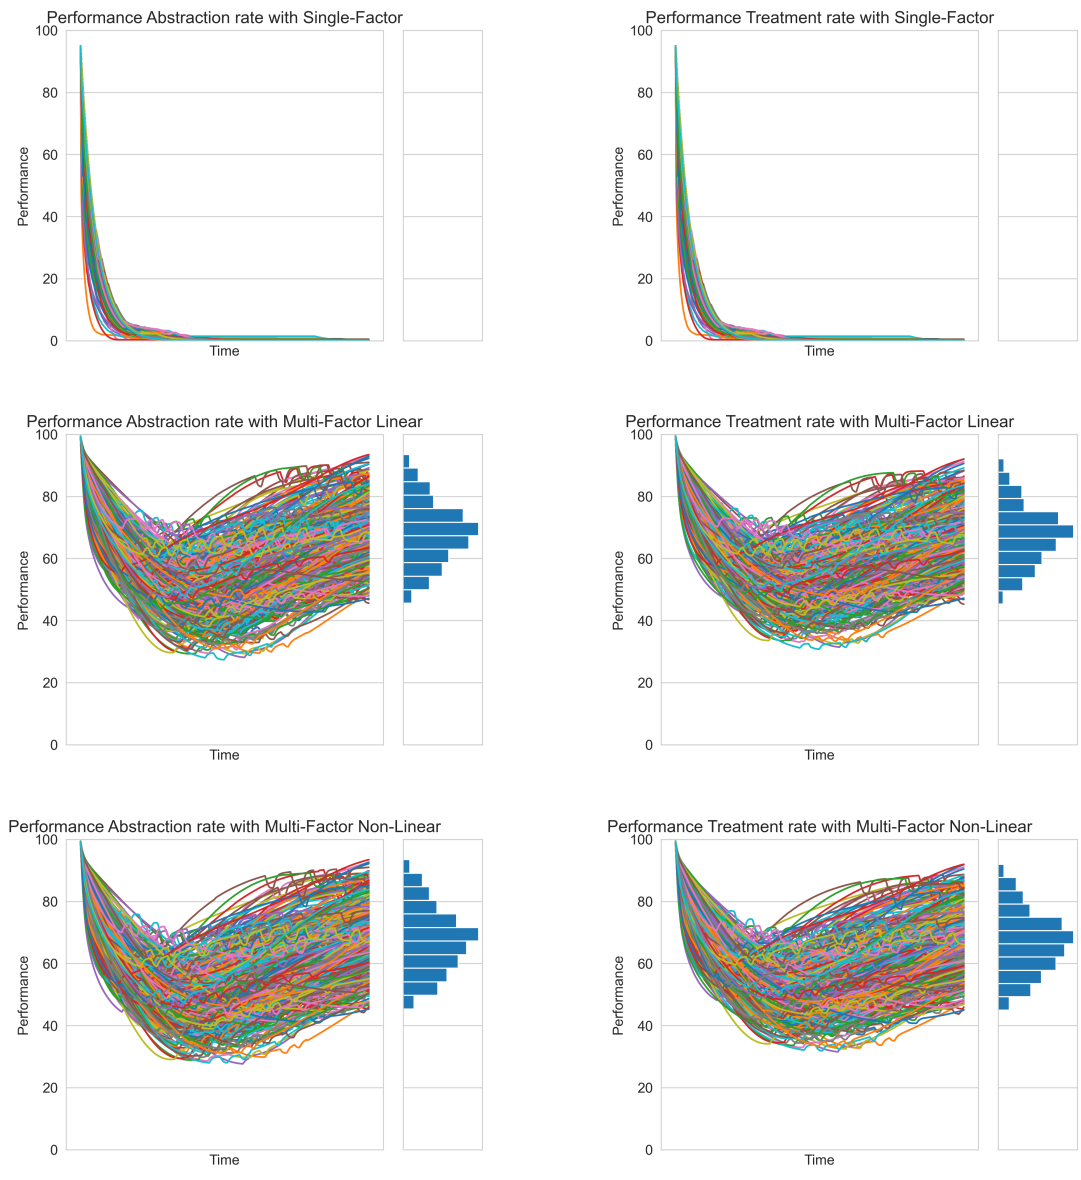 Performance Abstraction rate with Single-Factor
Performance
100
80
60
40
20
0
Time
Performance Treatment rate with Single-Factor
Performance
100
80
60
40
20
0
Time
Performance Abstraction rate with Multi-Factor Linear
Performance
100
80
60
40
20
0
Time
Performance Treatment rate with Multi-Factor Linear
Performance
100
80
60
40
20
0
Time
Performance Abstraction rate with Multi-Factor Non-Linear
Performance
100
80
60
40
20
0
Time
Performance Treatment rate with Multi-Factor Non-Linear
Performance
100
80
60
40
20
0
Time